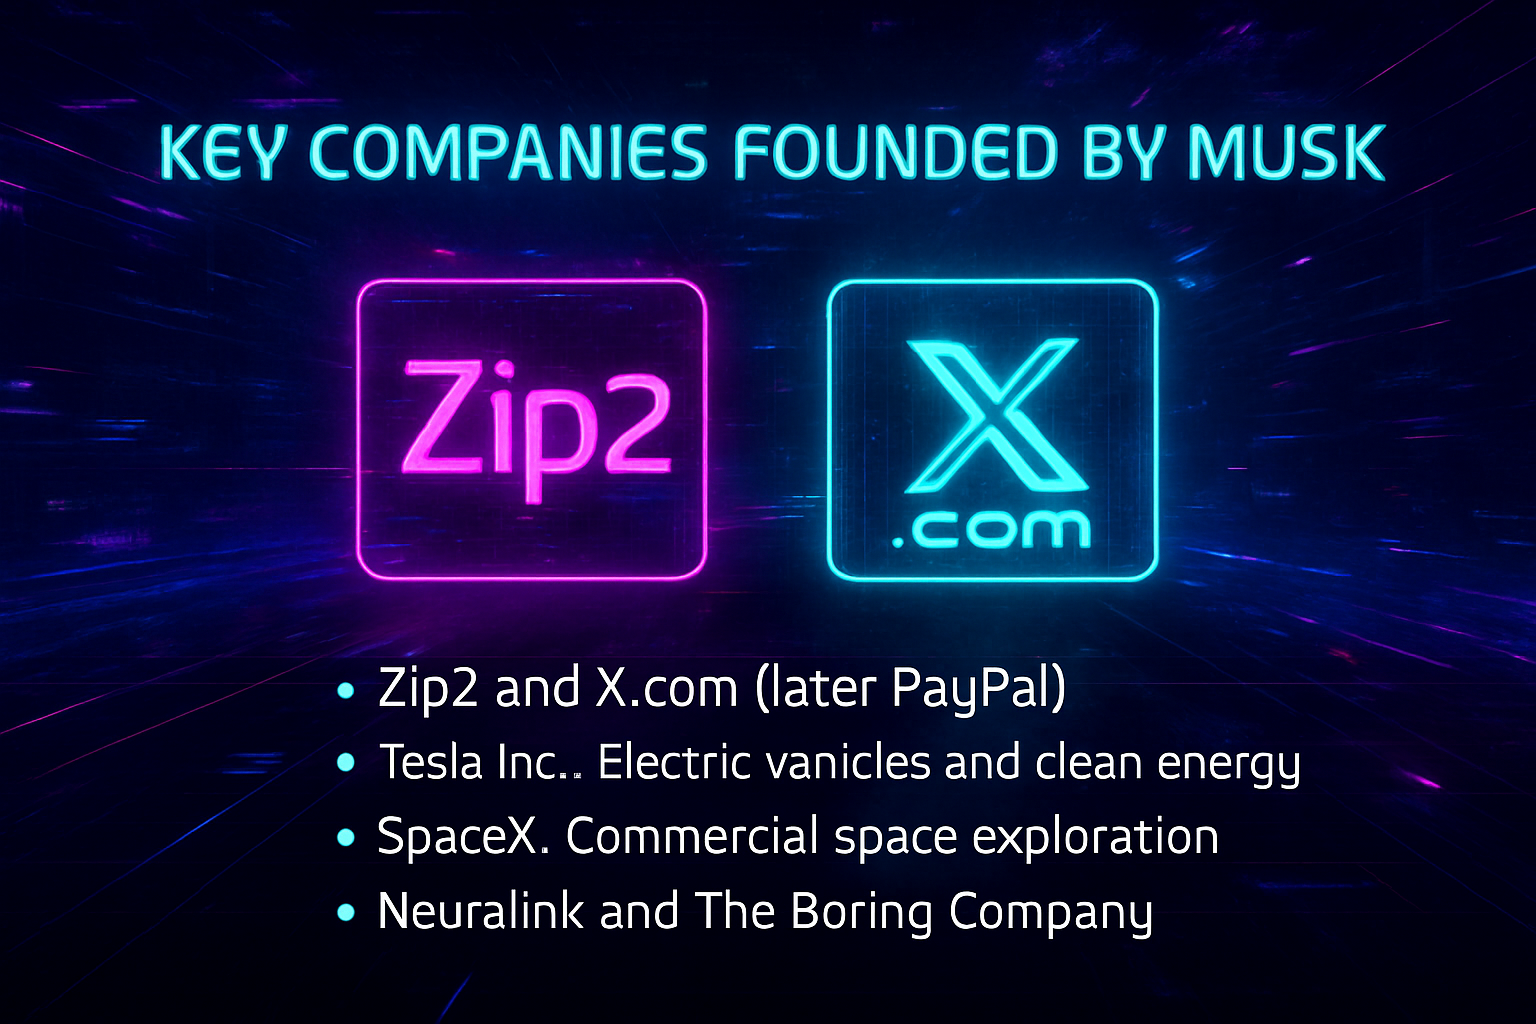 KEY COMPANIES FOUNDED BY MUSK
Zip2
X
.com
• Zip2 and X.com (later PayPal)
• Tesla Inc... Electric vanicles and clean energy
• SpaceX. Commercial space exploration
• Neuralink and The Boring Company